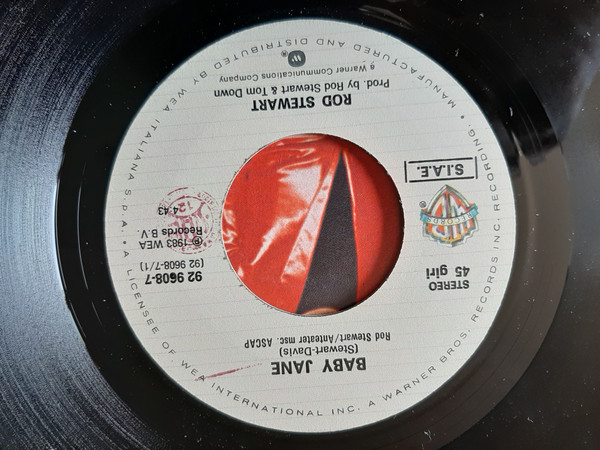 BABY JANE
(Stewart-Davis)
Rod Stewart/Anteater msc. ASCAP
STEREO
45 giri
92 9608-7
(92 9608-7/1)
℗ 1983 WEA
Records B.V.
4:43
WB
S.I.A.E.
ROD STEWART
Prod. by Rod Stewart & Tom Down
a Warner Communications Company
• MANUFACTURED AND DISTRIBUTED BY WEA ITALIANA S.P.A. • A LICENSEE OF WEA INTERNATIONAL INC. A WARNER BROS. RECORDS INC. RECORDING.